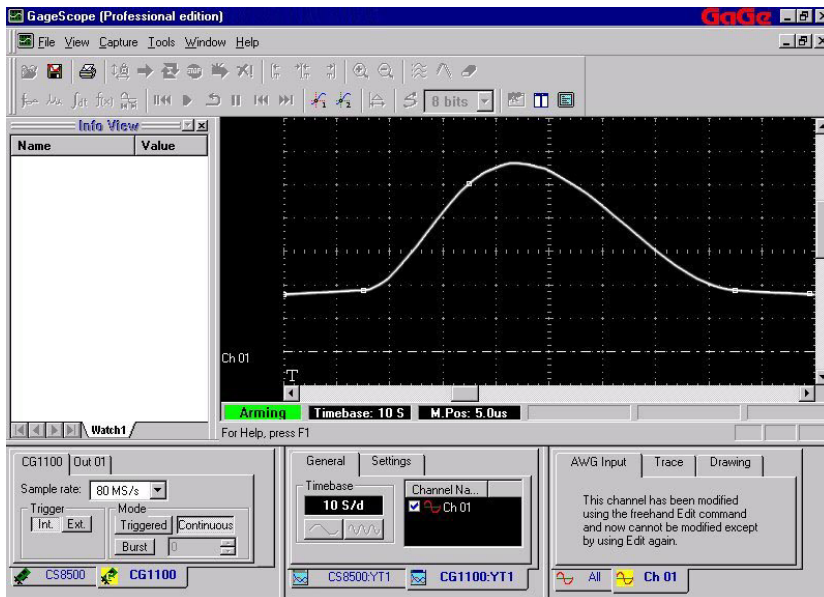 GageScope (Professional edition)
GaGe
File View Capture Tools Window Help
8 bits
Info View
Name Value
Ch 01
T
Watch1
Arming Timebase: 10 S M.Pos: 5.0us
For Help, press F1
CG1100 Out 01
Sample rate: 80 MS/s
Trigger
Int. Ext.
Mode
Triggered Continuous
Burst 0
CS8500 CG1100
General Settings
Timebase
10 S/d
Channel Na...
Ch 01
CS8500:YT1 CG1100:YT1
AWG Input Trace Drawing
This channel has been modified
using the freehand Edit command
and now cannot be modified except
by using Edit again.
All Ch 01